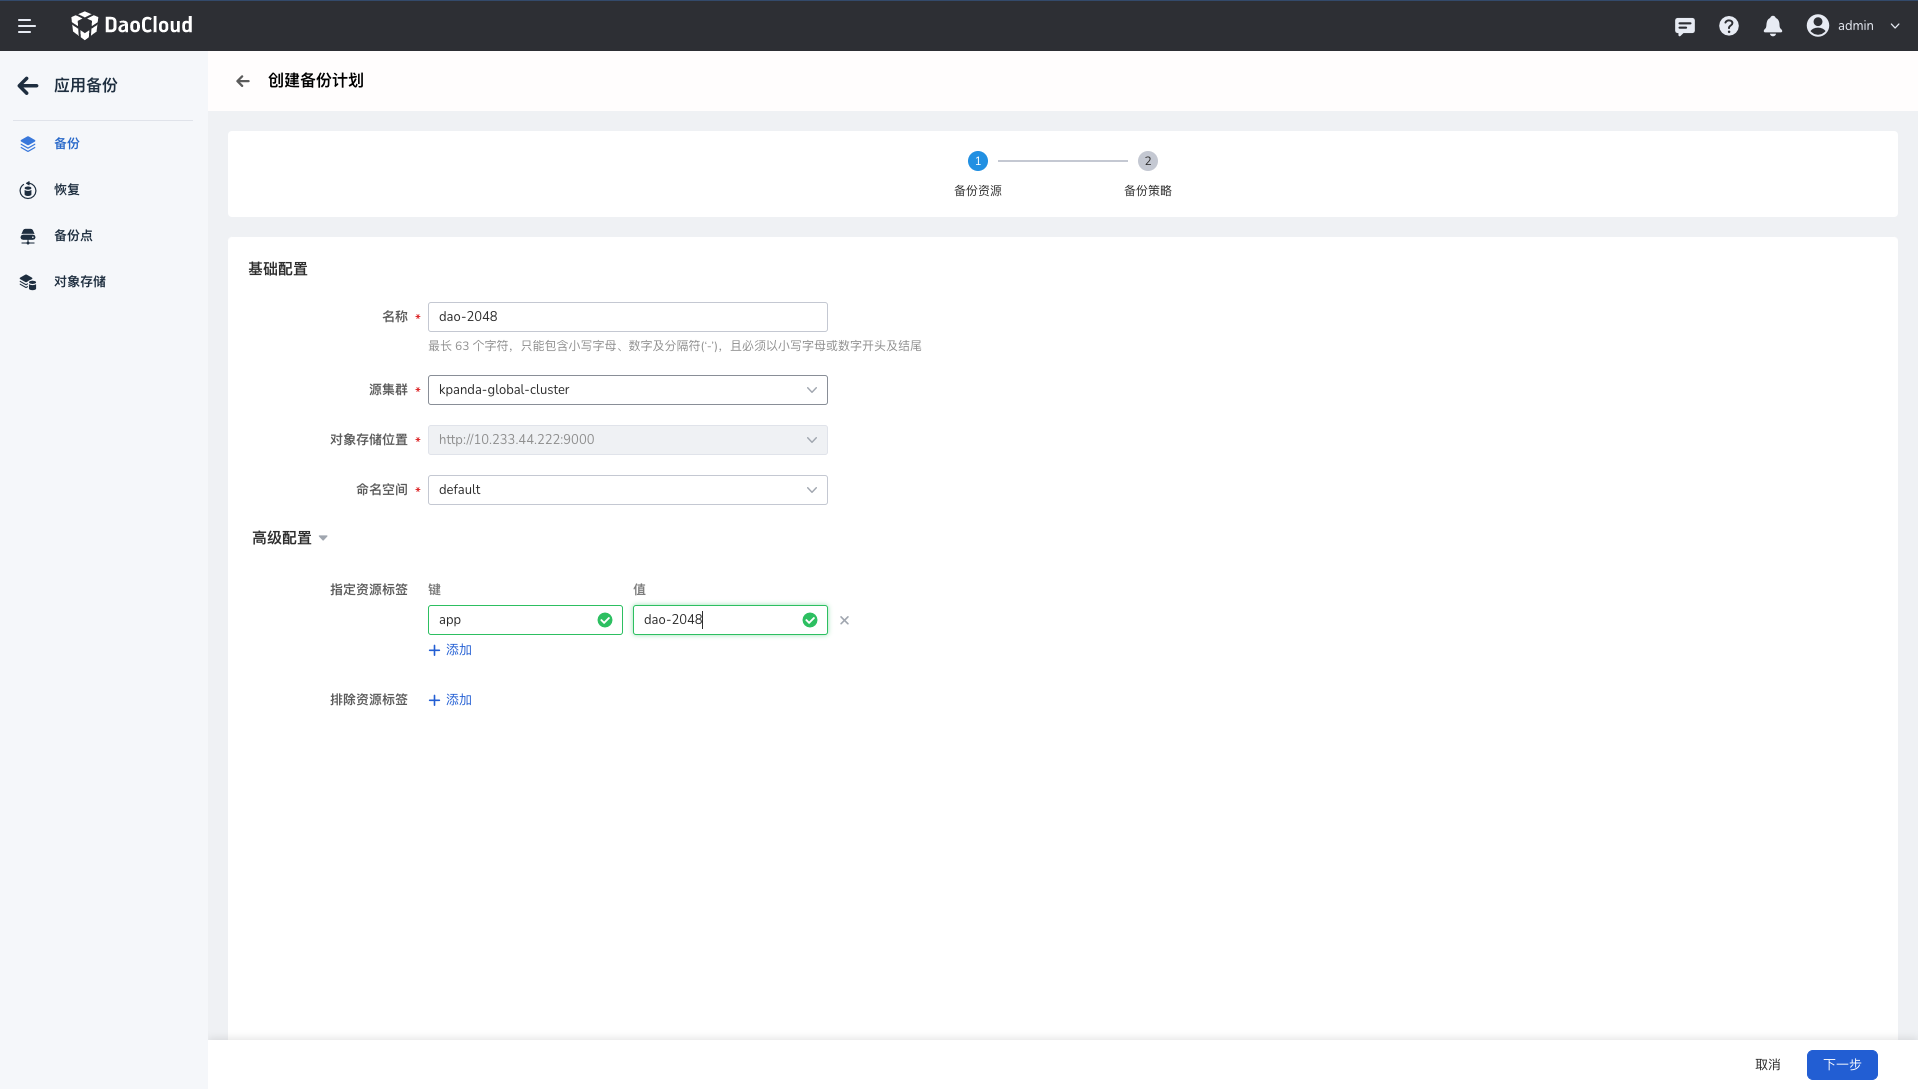 DaoCloud
admin
应用备份
创建备份计划
备份
恢复
备份点
对象存储
1
2
备份资源
备份策略
基础配置
名称 * dao-2048
最长 63 个字符，只能包含小写字母、数字及分隔符('-')，且必须以小写字母或数字开头及结尾
源集群 * kpanda-global-cluster
对象存储位置 * http://10.233.44.222:9000
命名空间 * default
高级配置
指定资源标签 键 值
app dao-2048
添加
排除资源标签 添加
取消 下一步